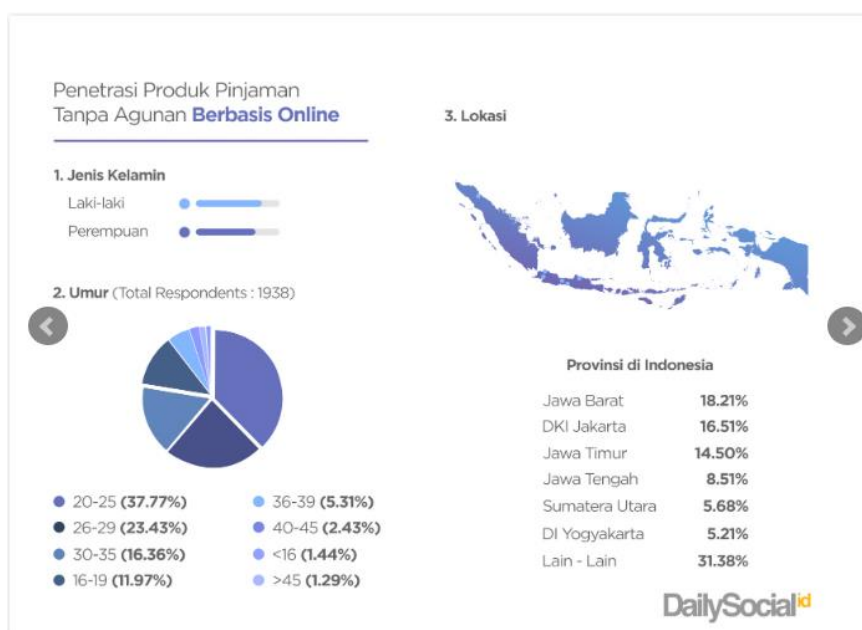 Penetrasi Produk Pinjaman
Tanpa Agunan Berbasis Online
1. Jenis Kelamin
Laki-laki
Perempuan
2. Umur (Total Respondents : 1938)
20-25 (37.77%)
26-29 (23.43%)
30-35 (16.36%)
16-19 (11.97%)
36-39 (5.31%)
40-45 (2.43%)
<16 (1.44%)
>45 (1.29%)
3. Lokasi
Provinsi di Indonesia
Jawa Barat 18.21%
DKI Jakarta 16.51%
Jawa Timur 14.50%
Jawa Tengah 8.51%
Sumatera Utara 5.68%
DI Yogyakarta 5.21%
Lain - Lain 31.38%
DailySocial id